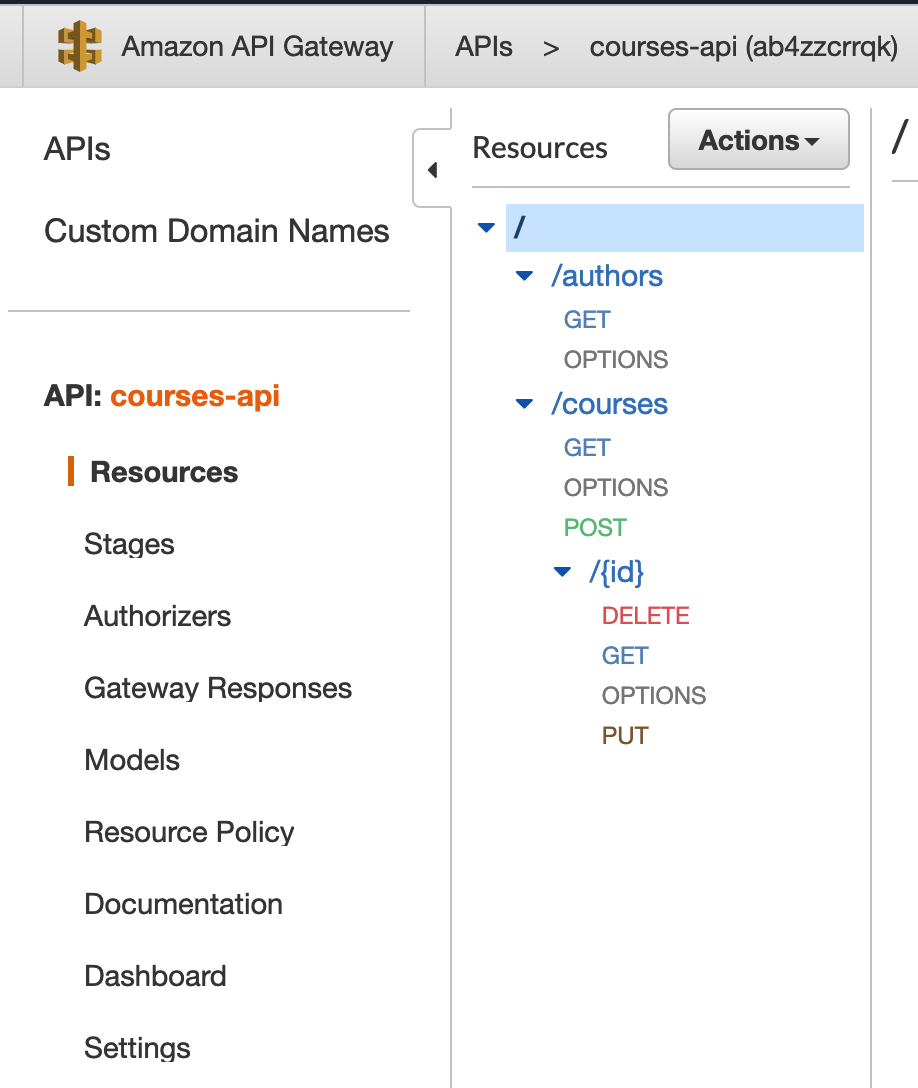 Amazon API Gateway
APIs > courses-api (ab4zzcrrqk)
APIs
Custom Domain Names
API: courses-api
Resources
Stages
Authorizers
Gateway Responses
Models
Resource Policy
Documentation
Dashboard
Settings
Resources
Actions
/
/authors
GET
OPTIONS
/courses
GET
OPTIONS
POST
/{id}
DELETE
GET
OPTIONS
PUT
/